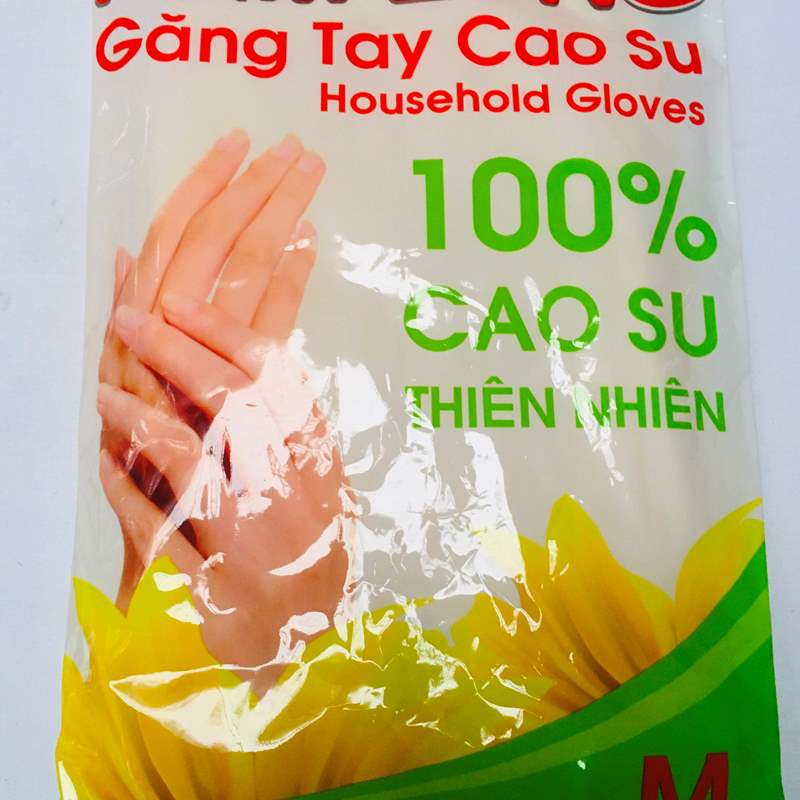 Găng Tay Cao Su
Household Gloves
100%
CAO SU
THIÊN NHIÊN
M